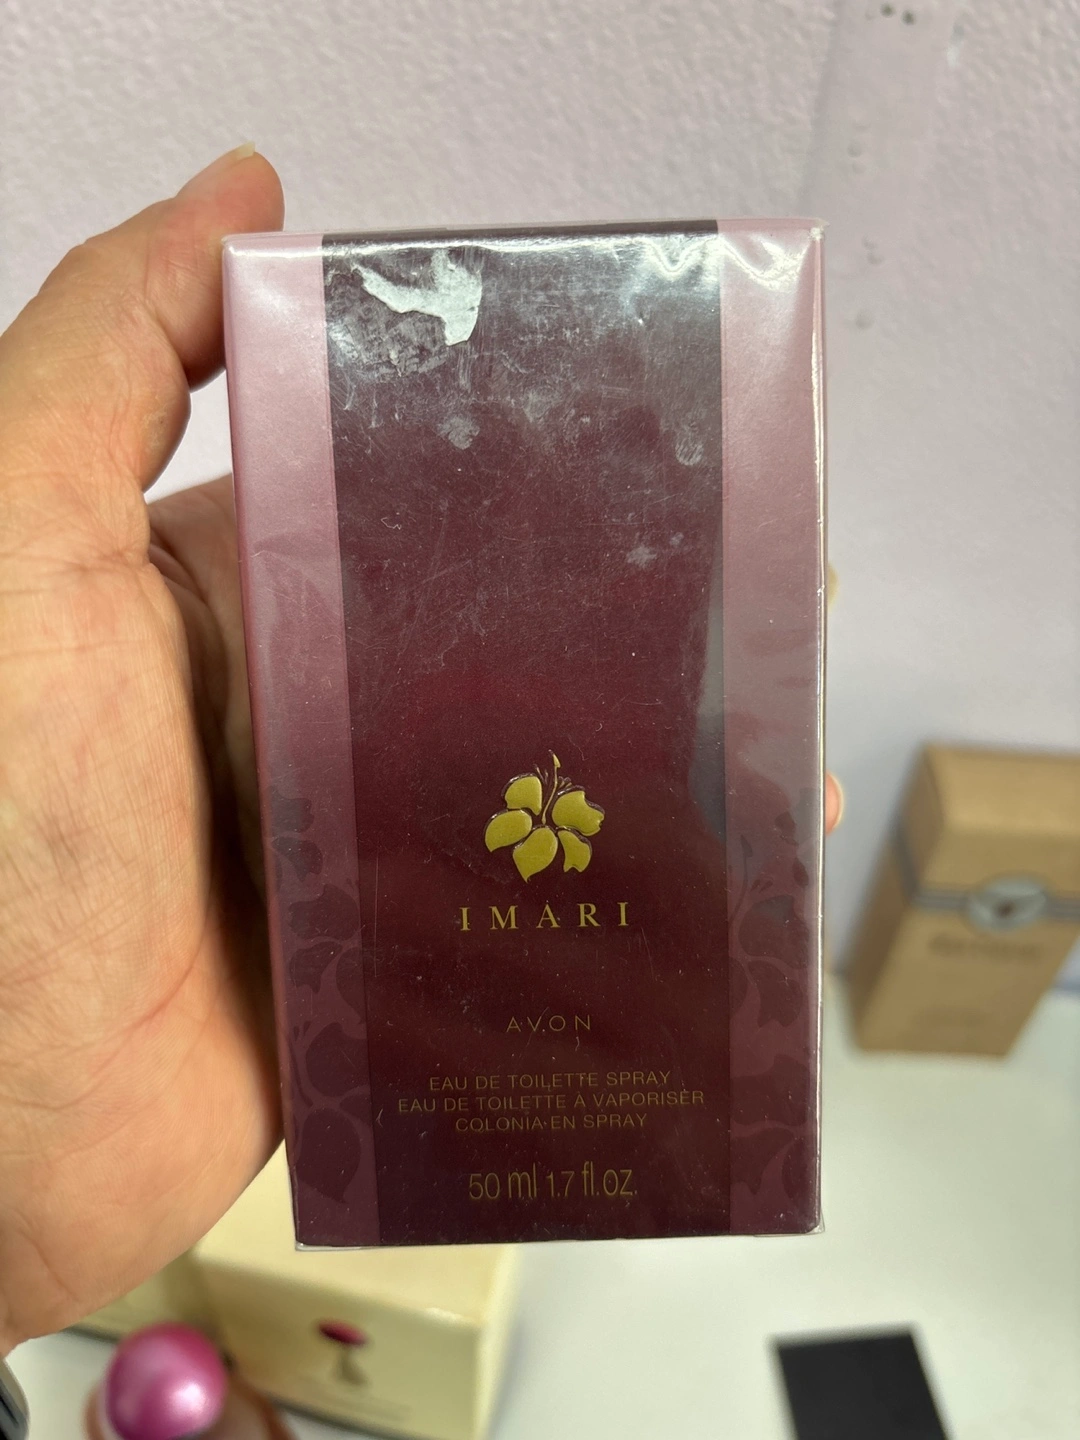 IMARI
AVON
EAU DE TOILETTE SPRAY
EAU DE TOILETTE À VAPORISER
COLONIA EN SPRAY
50 ml 1.7 fl.oz.